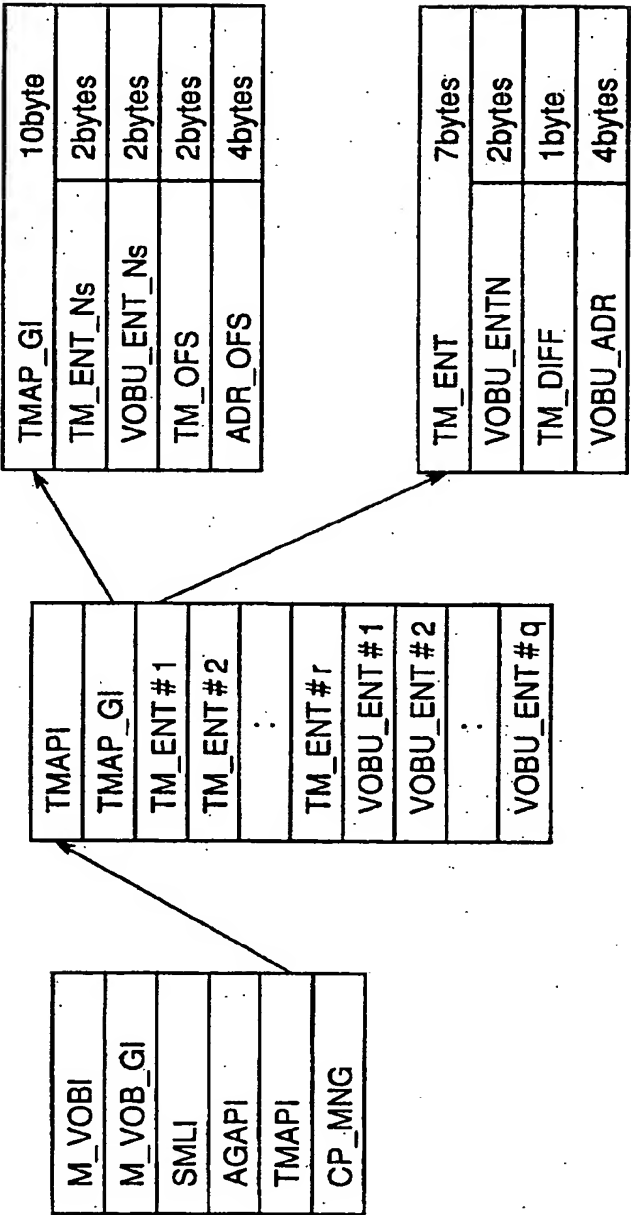 M_VOBI
M_VOB_GI
SMLI
AGAPI
TMAPI
CP_MNG
TMAPI
TMAP_GI
TM_ENT#1
TM_ENT#2
:
TM_ENT#r
VOBU_ENT#1
VOBU_ENT#2
:
VOBU_ENT#q
TMAP_GI 10byte
TM_ENT_Ns 2bytes
VOBU_ENT_Ns 2bytes
TM_OFS 2bytes
ADR_OFS 4bytes
TM_ENT 7bytes
VOBU_ENTN 2bytes
TM_DIFF 1byte
VOBU_ADR 4bytes